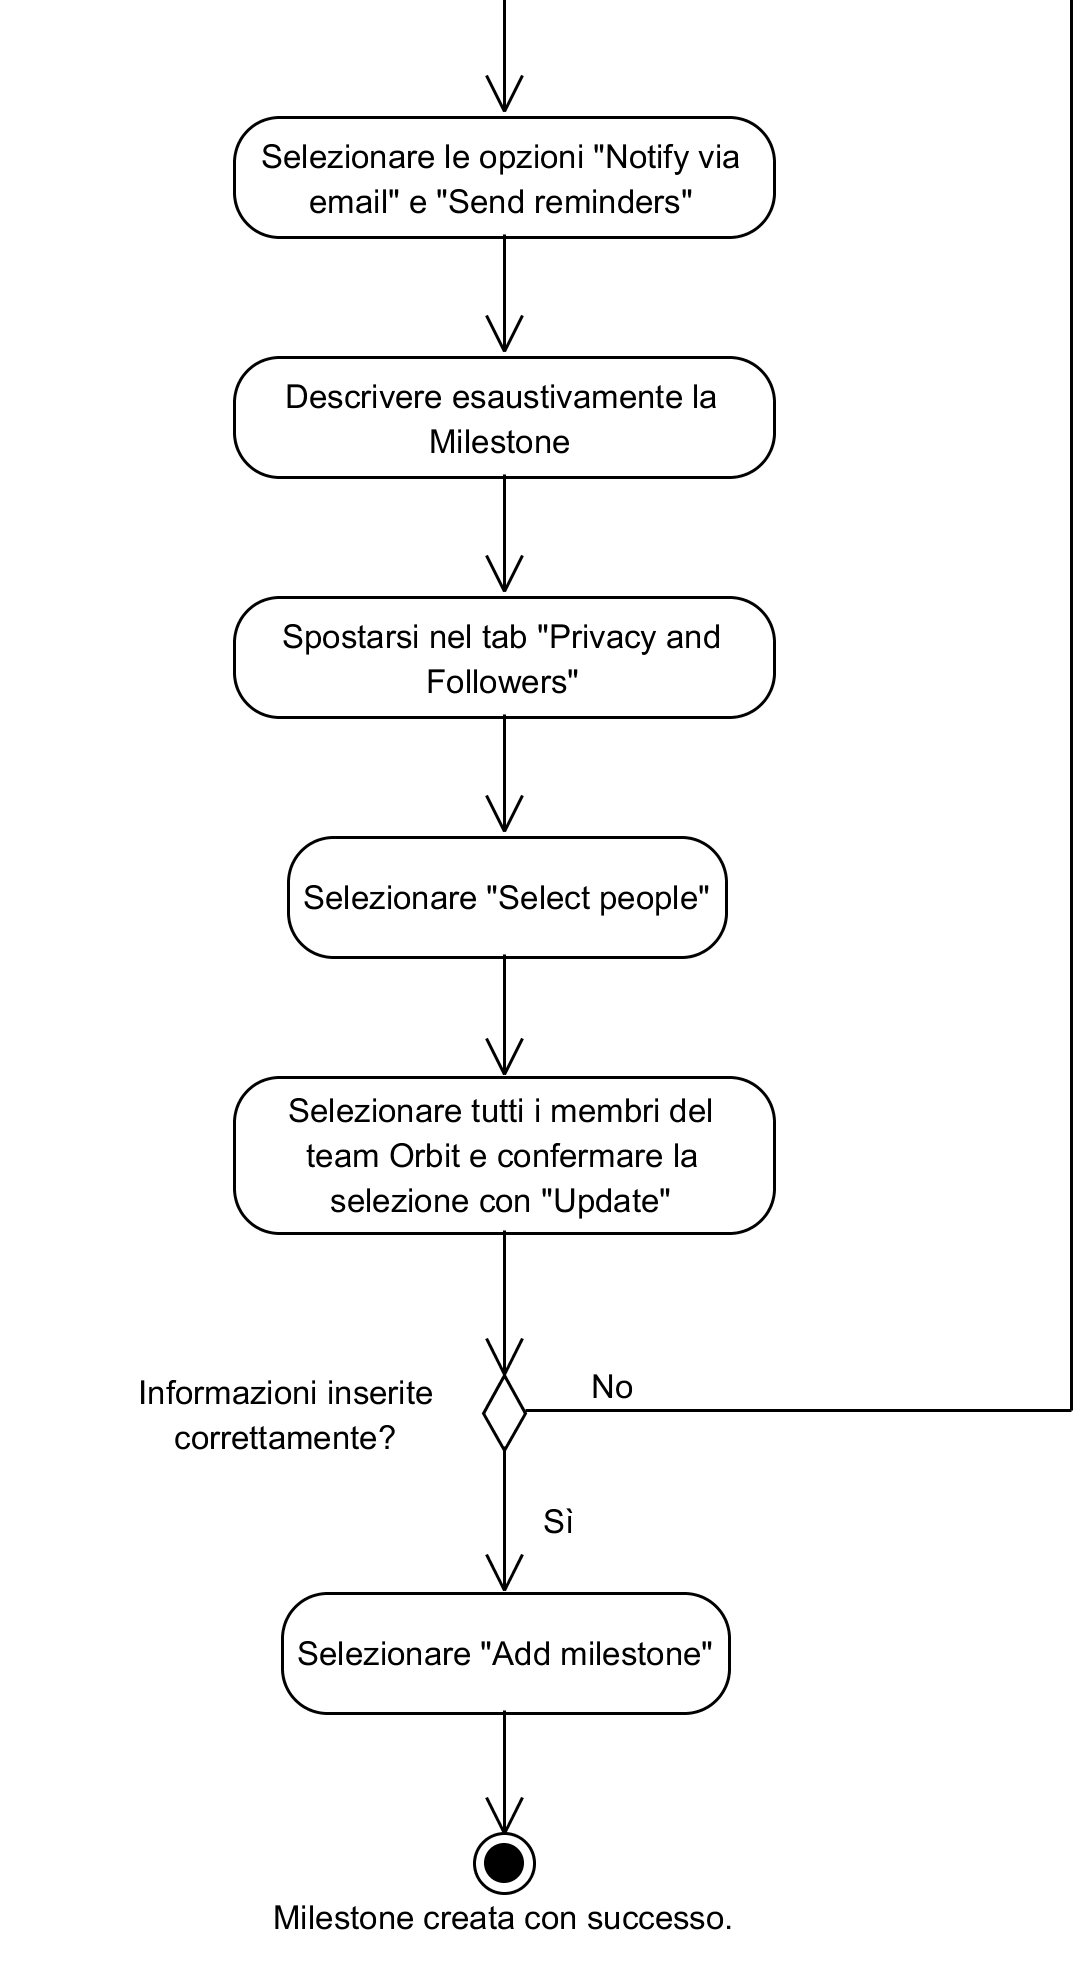 Selezionare le opzioni "Notify via
email" e "Send reminders"
Descrivere esaustivamente la
Milestone
Spostarsi nel tab "Privacy and
Followers"
Selezionare "Select people"
Selezionare tutti i membri del
team Orbit e confermare la
selezione con "Update"
Informazioni inserite
correttamente?
No
Sì
Selezionare "Add milestone"
Milestone creata con successo.